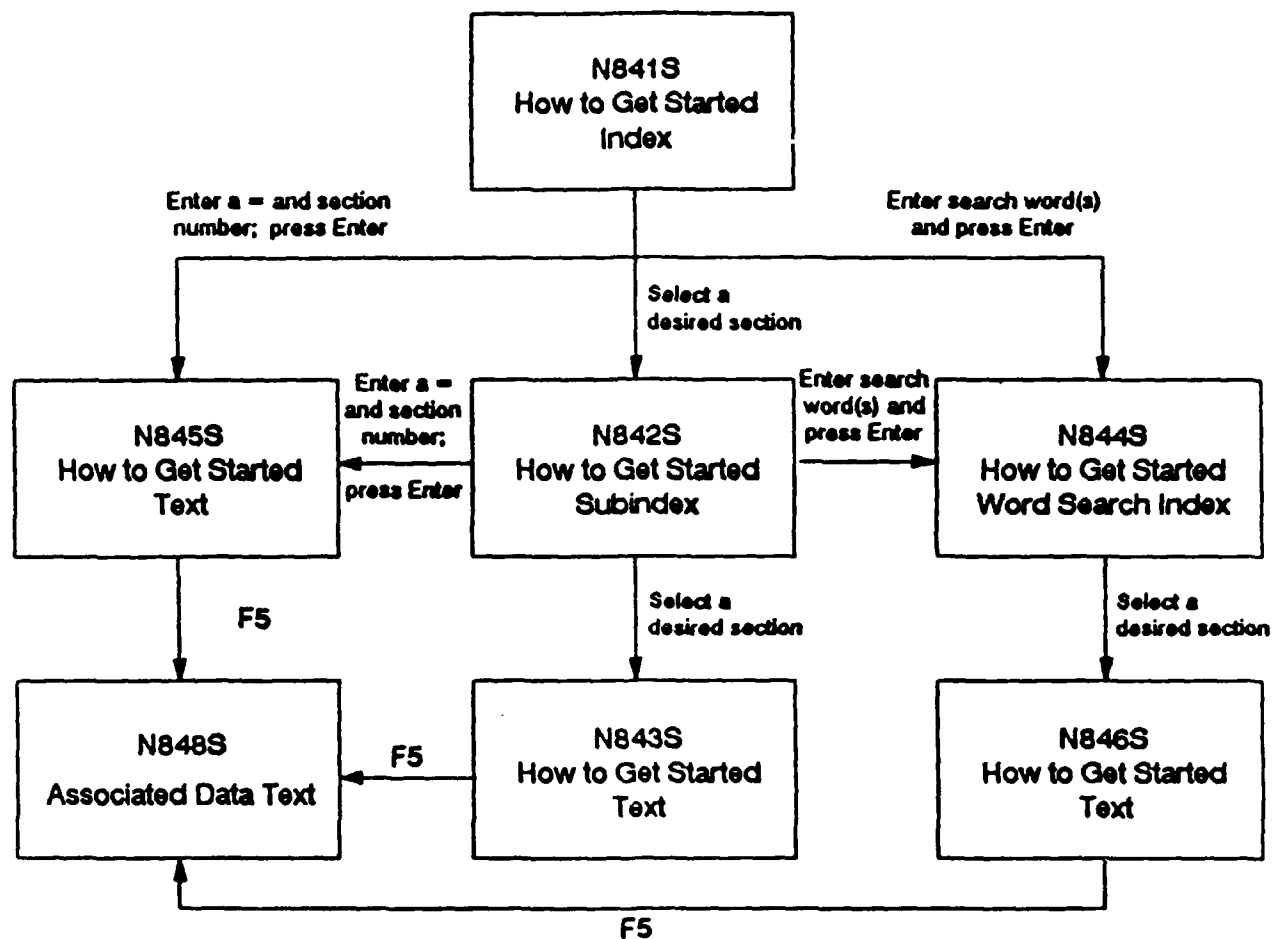 N841S
How to Get Started
Index
Enter a = and section
number; press Enter
Enter search word(s)
and press Enter
Select a
desired section
N845S
How to Get Started
Text
Enter a =
and section
number;
press Enter
N842S
How to Get Started
Subindex
Enter search
word(s) and
press Enter
N844S
How to Get Started
Word Search Index
F5
Select a
desired section
Select a
desired section
N848S
Associated Data Text
F5
N843S
How to Get Started
Text
N846S
How to Get Started
Text
F5